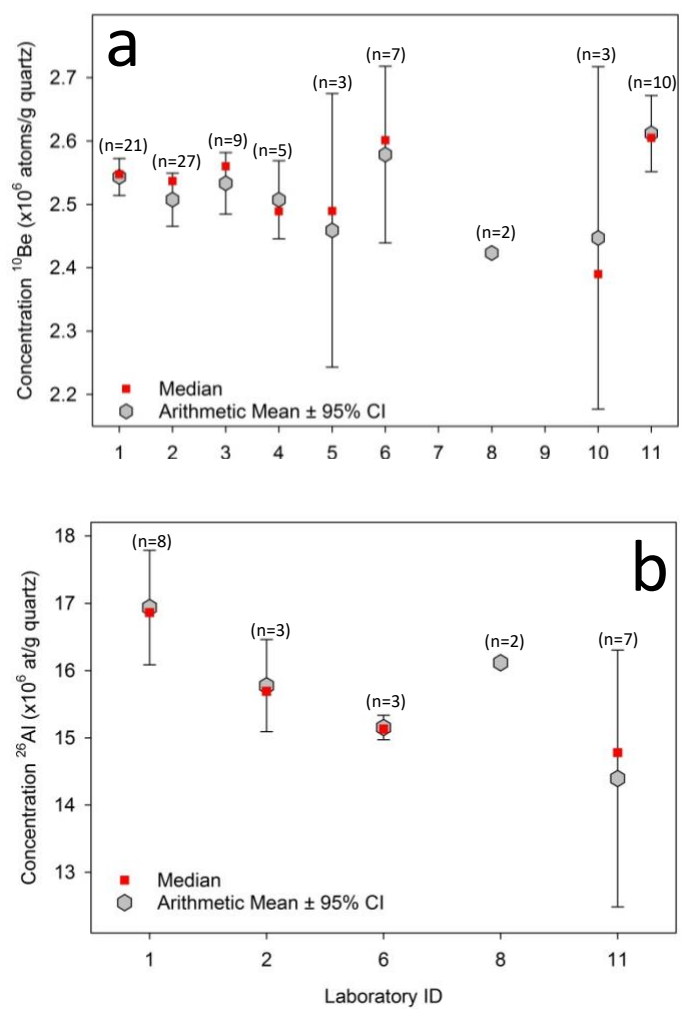 a
Concentration ¹⁰Be (x10⁶ atoms/g quartz)
2.7
2.6
2.5
2.4
2.3
2.2
(n=21)
(n=27)
(n=9)
(n=5)
(n=3)
(n=7)
(n=2)
(n=3)
(n=10)
Median
Arithmetic Mean ± 95% CI
1 2 3 4 5 6 7 8 9 10 11
b
Concentration ²⁶Al (x10⁶ at/g quartz)
18
17
16
15
14
13
(n=8)
(n=3)
(n=3)
(n=2)
(n=7)
Median
Arithmetic Mean ± 95% CI
1 2 6 8 11
Laboratory ID